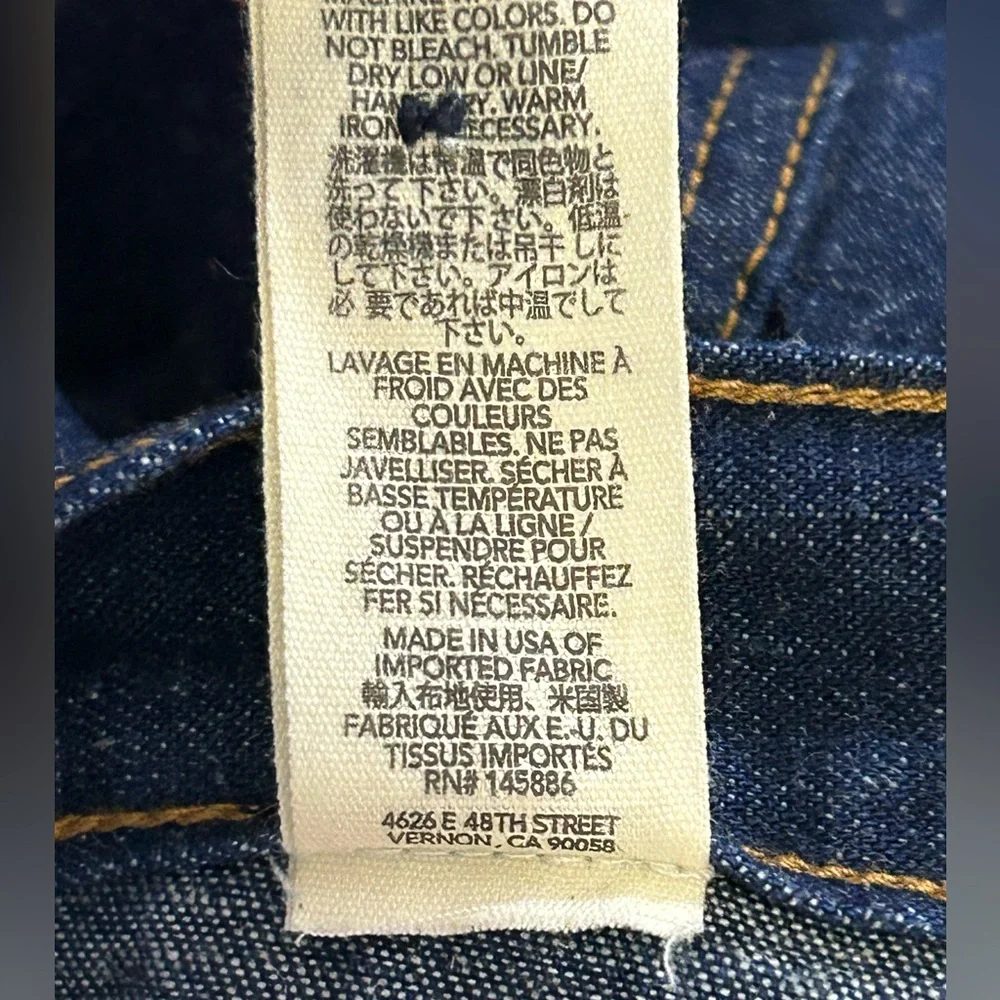 WITH LIKE COLORS. DO
NOT BLEACH. TUMBLE
DRY LOW OR LINE/
WARM
IRON
洗濯機は常温で同色物と
洗って下さい。漂白剤は
使わないで下さい。低温
の乾燥機または吊干しに
して下さい。アイロンは
必 要であれば中温でして
下さい。
LAVAGE EN MACHINE À
FROID AVEC DES
COULEURS
SEMBLABLES. NE PAS
JAVELLISER. SÉCHER À
BASSE TEMPÉRATURE
OU À LA LIGNE /
SUSPENDRE POUR
SÉCHER. RÉCHAUFFEZ
FER SI NÉCESSAIRE.
MADE IN USA OF
IMPORTED FABRIC
輸入布地使用、米国製
FABRIQUÉ AUX E.-U. DU
TISSUS IMPORTÉS
RN# 145886
4626 E 48TH STREET
VERNON, CA 90058